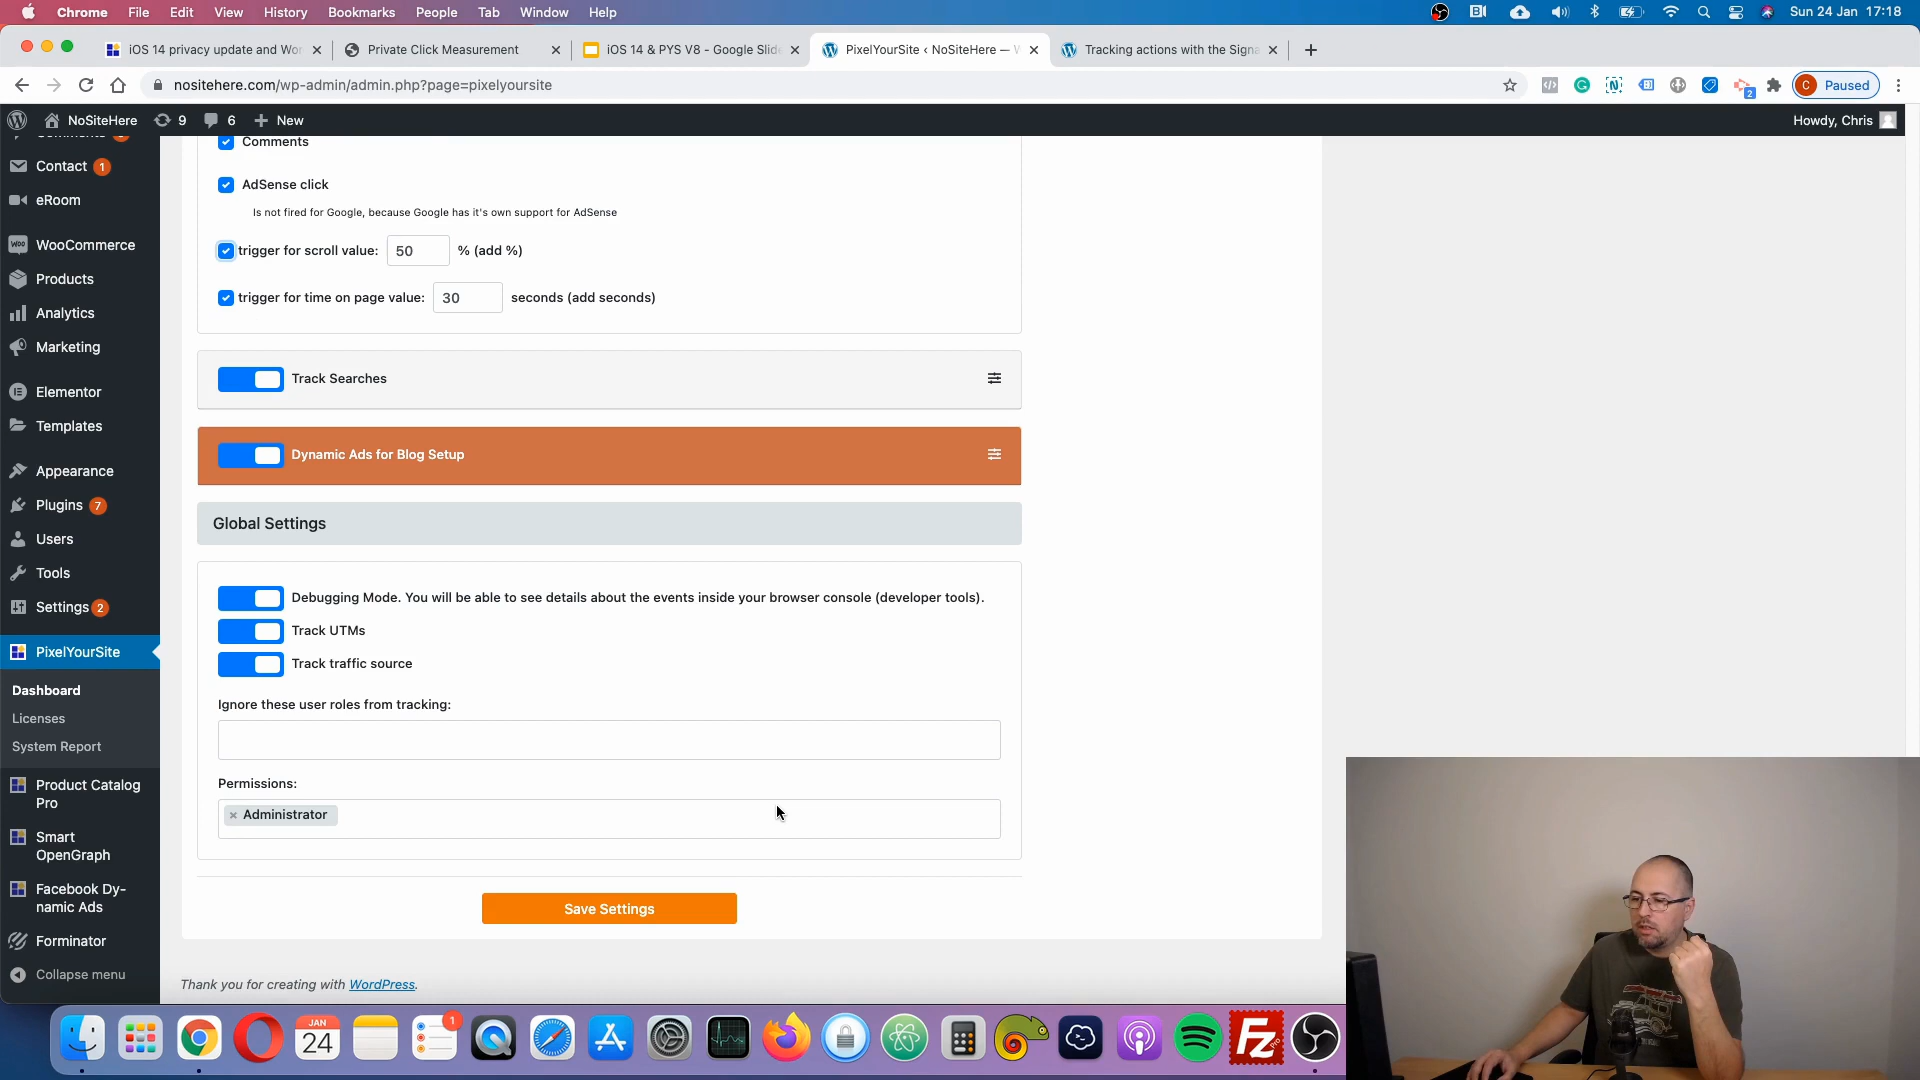 Chrome File Edit View History Bookmarks People Tab Window Help
Sun 24 Jan 17:18
iOS 14 privacy update and Wor
Private Click Measurement
iOS 14 & PYS V8 - Google Slide
PixelYourSite ‹ NoSiteHere — W
Tracking actions with the Signa
nositehere.com/wp-admin/admin.php?page=pixelyoursite
2
C Paused
NoSiteHere 9 6 + New
Howdy, Chris
Contact 1
eRoom
WooCommerce
Products
Analytics
Marketing
Elementor
Templates
Appearance
Plugins 7
Users
Tools
Settings 2
PixelYourSite
Dashboard
Licenses
System Report
Product Catalog
Pro
Smart
OpenGraph
Facebook Dy-
namic Ads
Forminator
Collapse menu
Comments
AdSense click
Is not fired for Google, because Google has it's own support for AdSense
trigger for scroll value: 50 % (add %)
trigger for time on page value: 30 seconds (add seconds)
Track Searches
Dynamic Ads for Blog Setup
Global Settings
Debugging Mode. You will be able to see details about the events inside your browser console (developer tools).
Track UTMs
Track traffic source
Ignore these user roles from tracking:
Permissions:
× Administrator
Save Settings
Thank you for creating with WordPress.
JAN
24
1
Fz